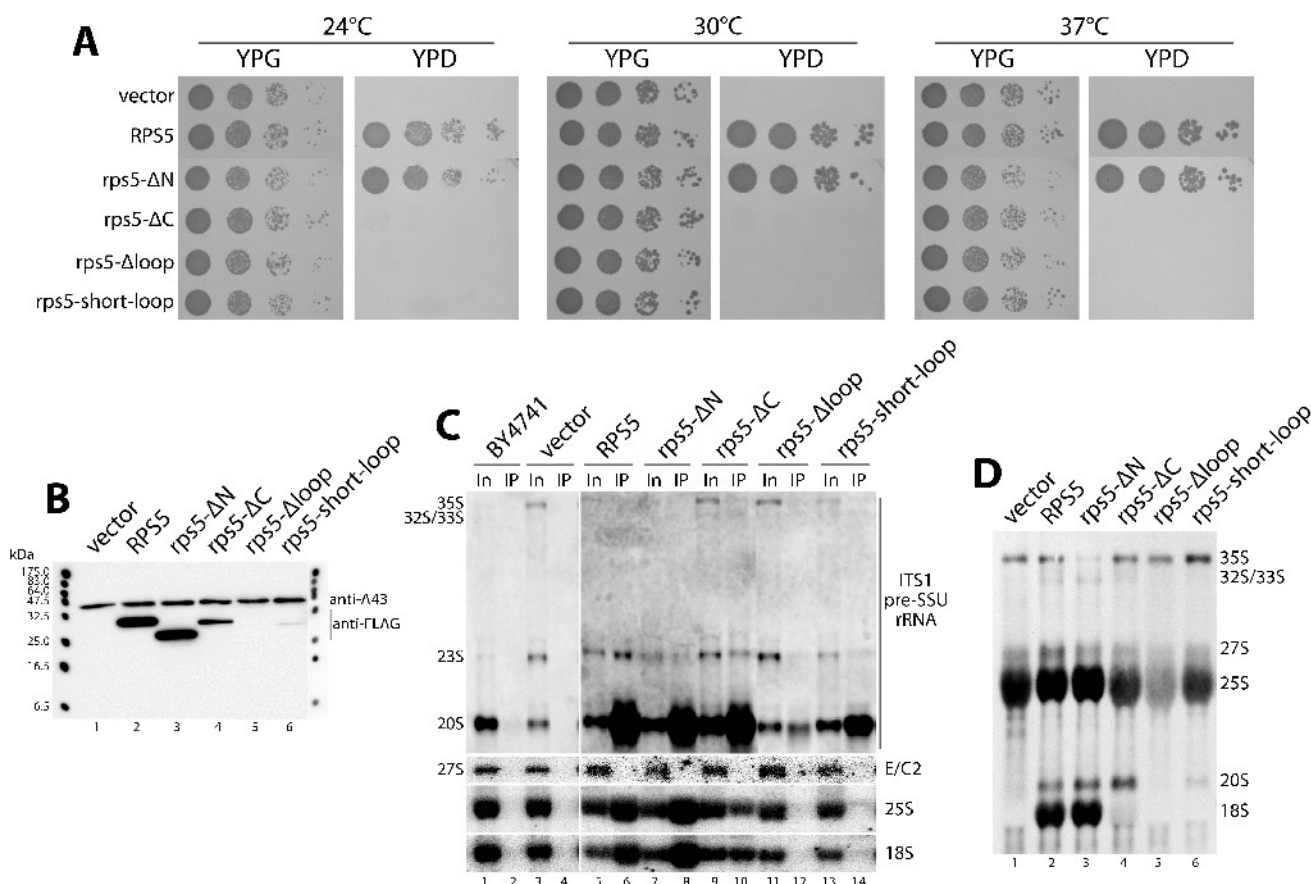 A
24°C 30°C 37°C
YPG YPD YPG YPD YPG YPD
vector
RPS5
rps5-ΔN
rps5-ΔC
rps5-Δloop
rps5-short-loop
B
vector RPS5 rps5-ΔN rps5-ΔC rps5-Δloop rps5-short-loop
kDa
175.0
83.0
64.0
47.5
32.5
25.0
16.5
6.5
anti-A43
anti-FLAG
1 2 3 4 5 6
C
BY4741 vector RPS5 rps5-ΔN rps5-ΔC rps5-Δloop rps5-short-loop
In IP In IP In IP In IP In IP In IP In IP
35S
32S/33S
23S
20S
ITS1
pre-SSU
rRNA
27S E/C2
25S
18S
1 2 3 4 5 6 7 8 9 10 11 12 13 14
D
vector RPS5 rps5-ΔN rps5-ΔC rps5-Δloop rps5-short-loop
35S
32S/33S
27S
25S
20S
18S
1 2 3 4 5 6